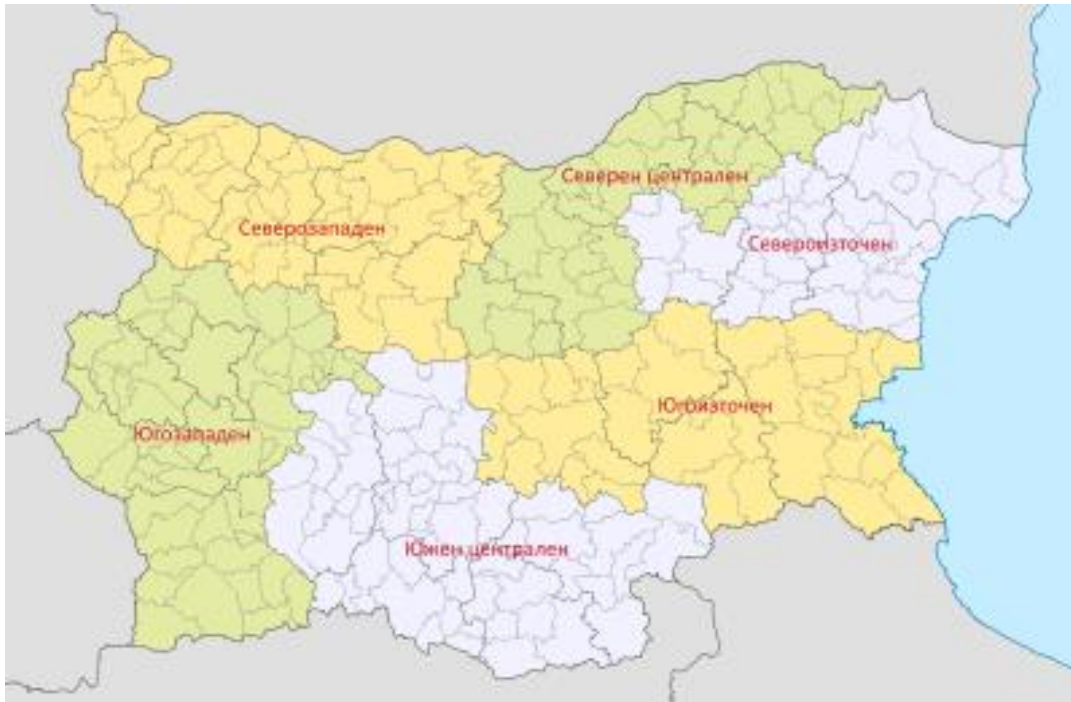 Северен централен
Северозападен
Североизточен
Югоизточен
Югозападен
Южен централен